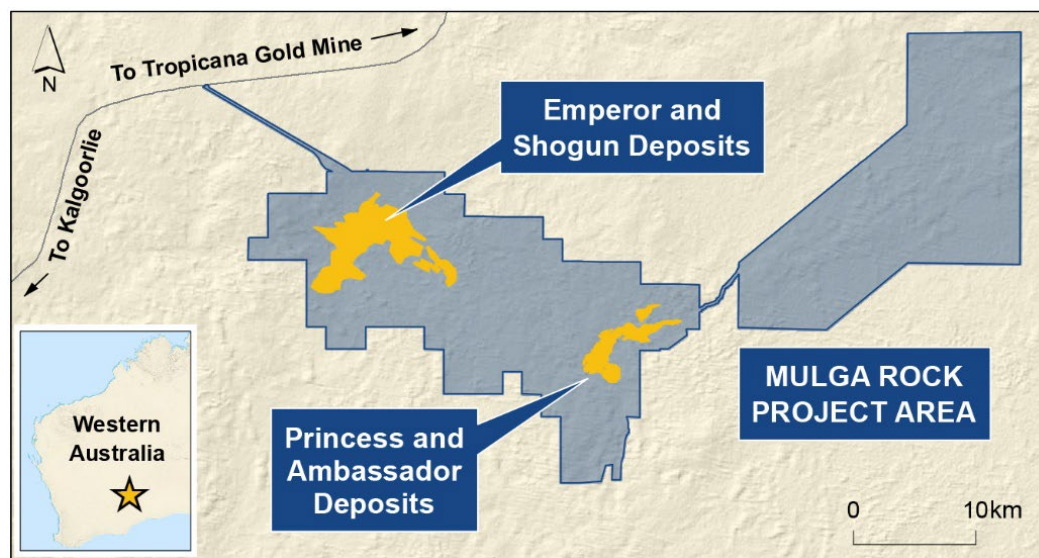 To Tropicana Gold Mine
N
To Kalgoorlie
Emperor and
Shogun Deposits
MULGA ROCK
PROJECT AREA
Princess and
Ambassador
Deposits
Western
Australia
0 10km